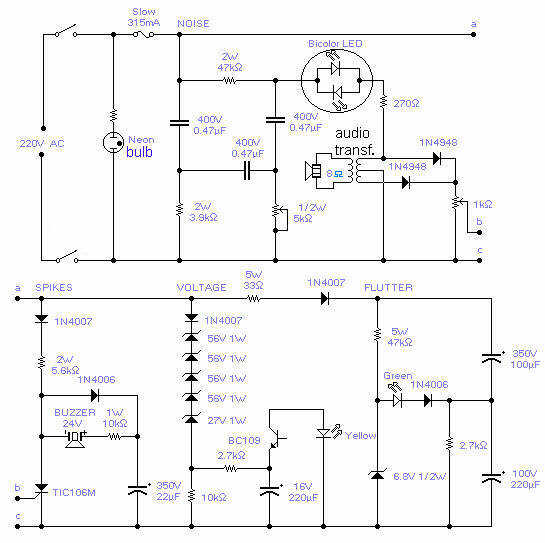 Slow
315mA
NOISE
a
2W
47kΩ
Bicolor LED
270Ω
400V
0.47µF
400V
0.47µF
400V
0.47µF
220V AC
Neon
bulb
audio
transf.
8Ω
1N4948
1N4948
2W
3.9kΩ
1/2W
5kΩ
1kΩ
b
c
a
SPIKES
VOLTAGE
5W
33Ω
1N4007
FLUTTER
1N4007
1N4007
56V 1W
56V 1W
56V 1W
56V 1W
27V 1W
2W
5.6kΩ
1N4006
BUZZER
24V
1W
10kΩ
5W
47kΩ
350V
100µF
Green
1N4006
BC109
Yellow
2.7kΩ
2.7kΩ
b
TIC106M
350V
22µF
10kΩ
16V
220µF
6.8V 1/2W
100V
220µF
c